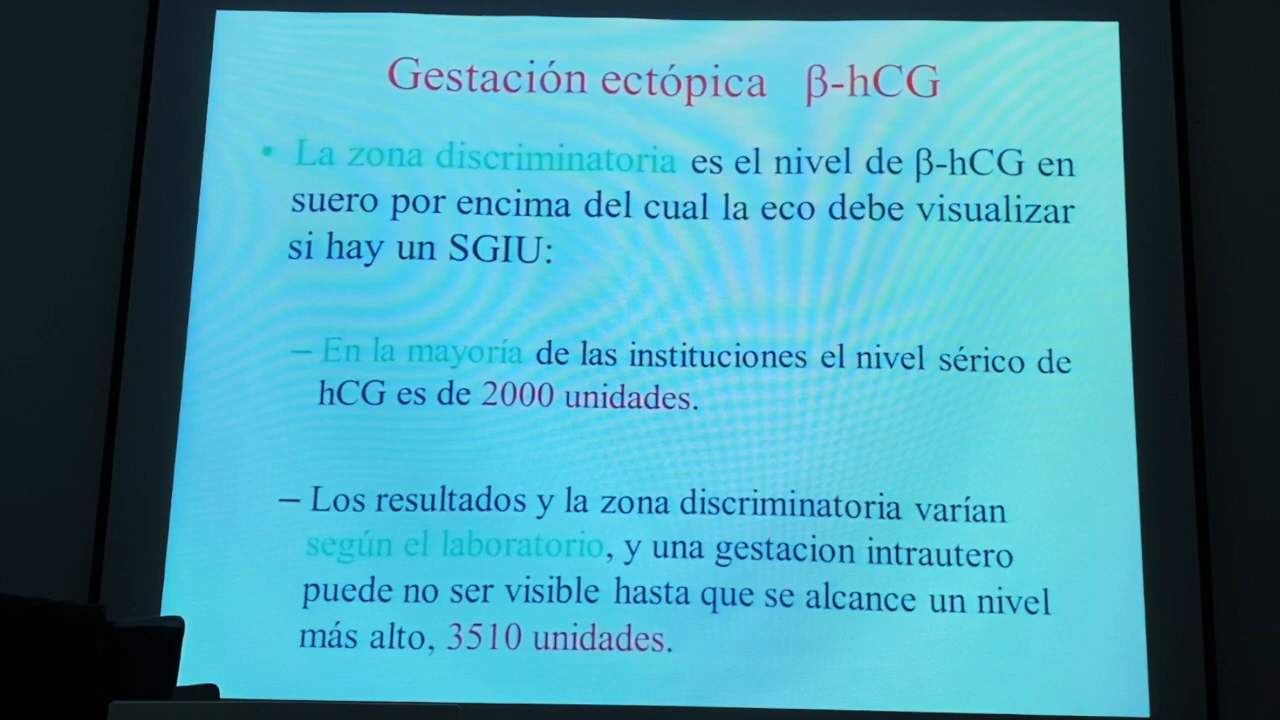 Gestación ectópica β-hCG
• La zona discriminatoria es el nivel de β-hCG en
suero por encima del cual la eco debe visualizar
si hay un SGIU:
– En la mayoría de las instituciones el nivel sérico de
hCG es de 2000 unidades.
– Los resultados y la zona discriminatoria varían
según el laboratorio, y una gestacion intrautero
puede no ser visible hasta que se alcance un nivel
más alto, 3510 unidades.